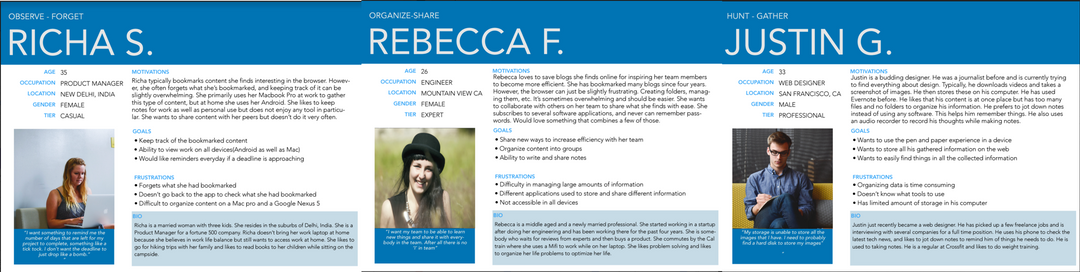 OBSERVE - FORGET
RICHA S.
AGE 35
OCCUPATION PRODUCT MANAGER
LOCATION NEW DELHI, INDIA
GENDER FEMALE
TIER CASUAL
MOTIVATIONS
Richa typically bookmarks content she finds interesting in the browser. Howev-
er, she often forgets what she's bookmarked, and keeping track of it can be
slightly overwhelming. She primarily uses her Macbook Pro at work to gather
this type of content, but at home she uses her Android. She likes to keep
notes for work as well as personal use but does not enjoy any tool in particu-
lar. She wants to share content with her peers but doesn't do it very often.
GOALS
• Keep track of the bookmarked content
• Ability to view work on all devices(Android as well as Mac)
• Would like reminders everyday if a deadline is approaching
FRUSTRATIONS
• Forgets what she had bookmarked
• Doesn't go back to the app to check what she had bookmarked
• Difficult to organize content on a Mac pro and a Google Nexus 5
"I want something to remind me the
number of days that are left for my
project to complete, something like a
tick tock. I don't want the deadline to
just drop like a bomb."
BIO
Richa is a married woman with three kids. She resides in the suburbs of Delhi, India. She is a
Product Manager for a Fortune 500 company. Richa doesn't bring her work laptop at home
because she believes in work life balance but still wants to access work at home. She likes to
go for hiking trips with her family and likes to read books to her children while sitting on the
campside.
ORGANIZE-SHARE
REBECCA F.
AGE 26
OCCUPATION ENGINEER
LOCATION MOUNTAIN VIEW CA
GENDER FEMALE
TIER EXPERT
MOTIVATIONS
Rebecca loves to save blogs she finds online for inspiring her team members
to become more efficient. She has bookmarked many blogs since four years.
However, the browser can just be slightly frustrating. Creating folders, manag-
ing them, etc. It's sometimes overwhelming and should be easier. She wants
to collaborate with others on her team to share what she finds with ease. She
subscribes to several software applications, and never can remember pass-
words. Would love something that combines a few of those.
GOALS
• Share new ways to increase efficiency with her team
• Organize content into groups
• Ability to write and share notes
FRUSTRATIONS
• Difficulty in managing large amounts of information
• Different applications used to store and share different information
• Not accessible in all devices
"I want my team to be able to learn
new things and share it with every-
body in the team. After all there is no
'I' in team"
BIO
Rebecca is a middle aged and a newly married professional. She started working in a startup
after doing her engineering and has been working there for the past four years. She is some-
body who waits for reviews from experts and then buys a product. She commutes by the Cal
train where she uses a Mifi to work while on her laptop. She likes problem solving and likes
to organize her life problems to optimize her life.
HUNT - GATHER
JUSTIN G.
AGE 33
OCCUPATION WEB DESIGNER
LOCATION SAN FRANCISCO, CA
GENDER MALE
TIER PROFESSIONAL
MOTIVATIONS
Justin is a budding designer. He was a journalist before and is currently trying
to find everything about design. Typically, he downloads videos and takes a
screenshot of images. He then stores these on his computer. He has used
Evernote before. He likes that his content is at once place but has too many
files and no folders to organize his information. He prefers to jot down notes
instead of using any software. This helps him remember things. He also uses
an audio recorder to record his thoughts while making notes.
GOALS
• Wants to use the pen and paper experience in a device
• Wants to store all his gathered information on the web
• Wants to easily find things in all the collected information
FRUSTRATIONS
• Organizing data is time consuming
• Doesn't know what tools to use
• Has limited amount of storage in his computer
"My storage is unable to store all the
images that I have. I need to probably
find a hard disk to store my images"
BIO
Justin just recently became a web designer. He has picked up a few freelance jobs and is
interviewing with several companies for a full time position. He uses his phone to check the
latest tech news, and likes to jot down notes to remind him of things he needs to do. He is
used to taking notes. He is a regular at Crossfit and likes to do weight training.